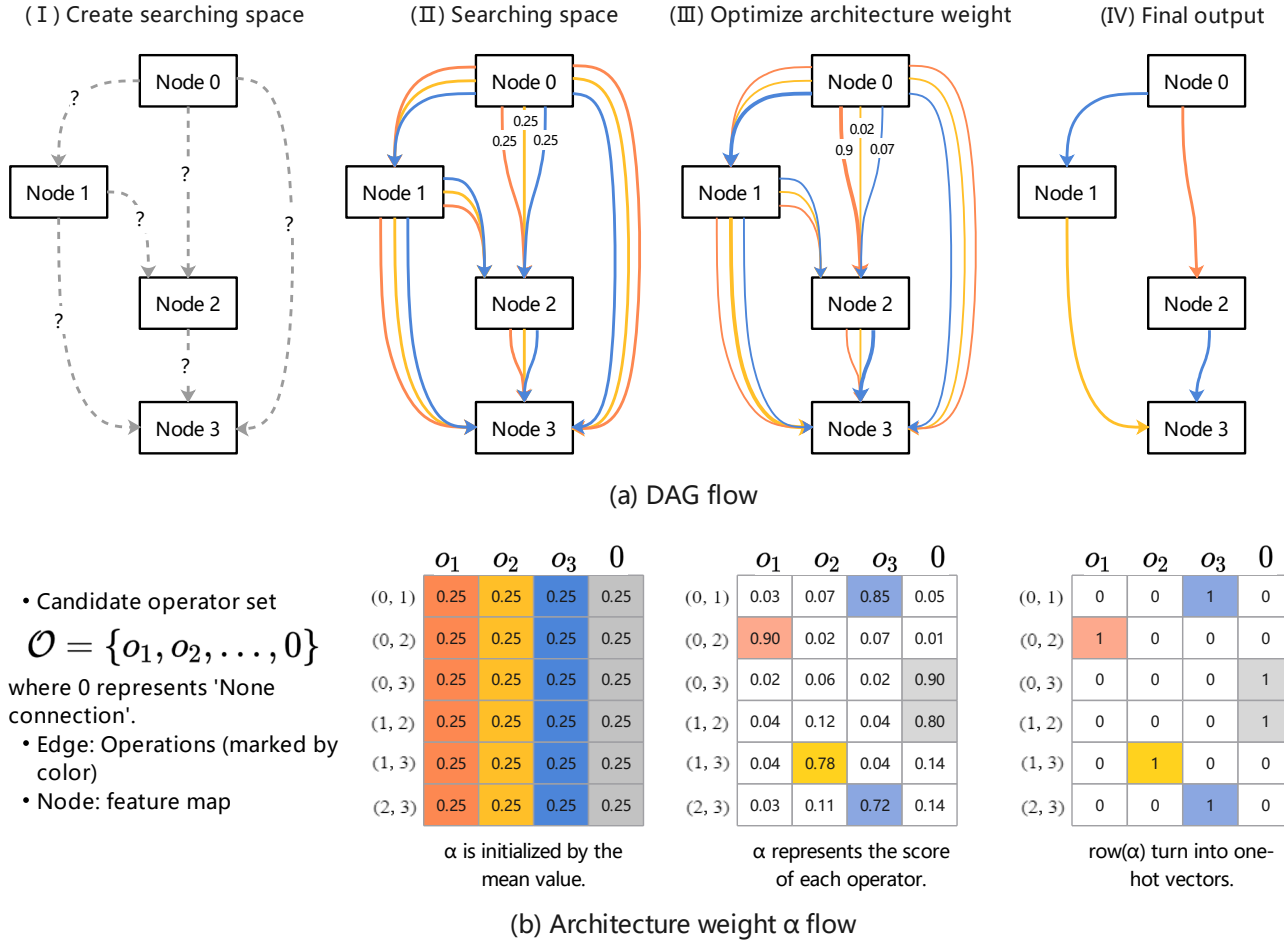 (Ⅰ) Create searching space
(Ⅱ) Searching space
(Ⅲ) Optimize architecture weight
(Ⅳ) Final output
Node 0
?
?
?
Node 1
?
?
Node 2
?
Node 3
Node 0
0.25
0.25
0.25
Node 1
Node 2
Node 3
Node 0
0.02
0.9
0.07
Node 1
Node 2
Node 3
Node 0
Node 1
Node 2
Node 3
(a) DAG flow
• Candidate operator set
𝒪 = {o₁, o₂, . . . , 0}
where 0 represents 'None
connection'.
• Edge: Operations (marked by
color)
• Node: feature map
o₁ o₂ o₃ 0
(0, 1) 0.25 0.25 0.25 0.25
(0, 2) 0.25 0.25 0.25 0.25
(0, 3) 0.25 0.25 0.25 0.25
(1, 2) 0.25 0.25 0.25 0.25
(1, 3) 0.25 0.25 0.25 0.25
(2, 3) 0.25 0.25 0.25 0.25
α is initialized by the
mean value.
o₁ o₂ o₃ 0
(0, 1) 0.03 0.07 0.85 0.05
(0, 2) 0.90 0.02 0.07 0.01
(0, 3) 0.02 0.06 0.02 0.90
(1, 2) 0.04 0.12 0.04 0.80
(1, 3) 0.04 0.78 0.04 0.14
(2, 3) 0.03 0.11 0.72 0.14
α represents the score
of each operator.
o₁ o₂ o₃ 0
(0, 1) 0 0 1 0
(0, 2) 1 0 0 0
(0, 3) 0 0 0 1
(1, 2) 0 0 0 1
(1, 3) 0 1 0 0
(2, 3) 0 0 1 0
row(α) turn into one-
hot vectors.
(b) Architecture weight α flow